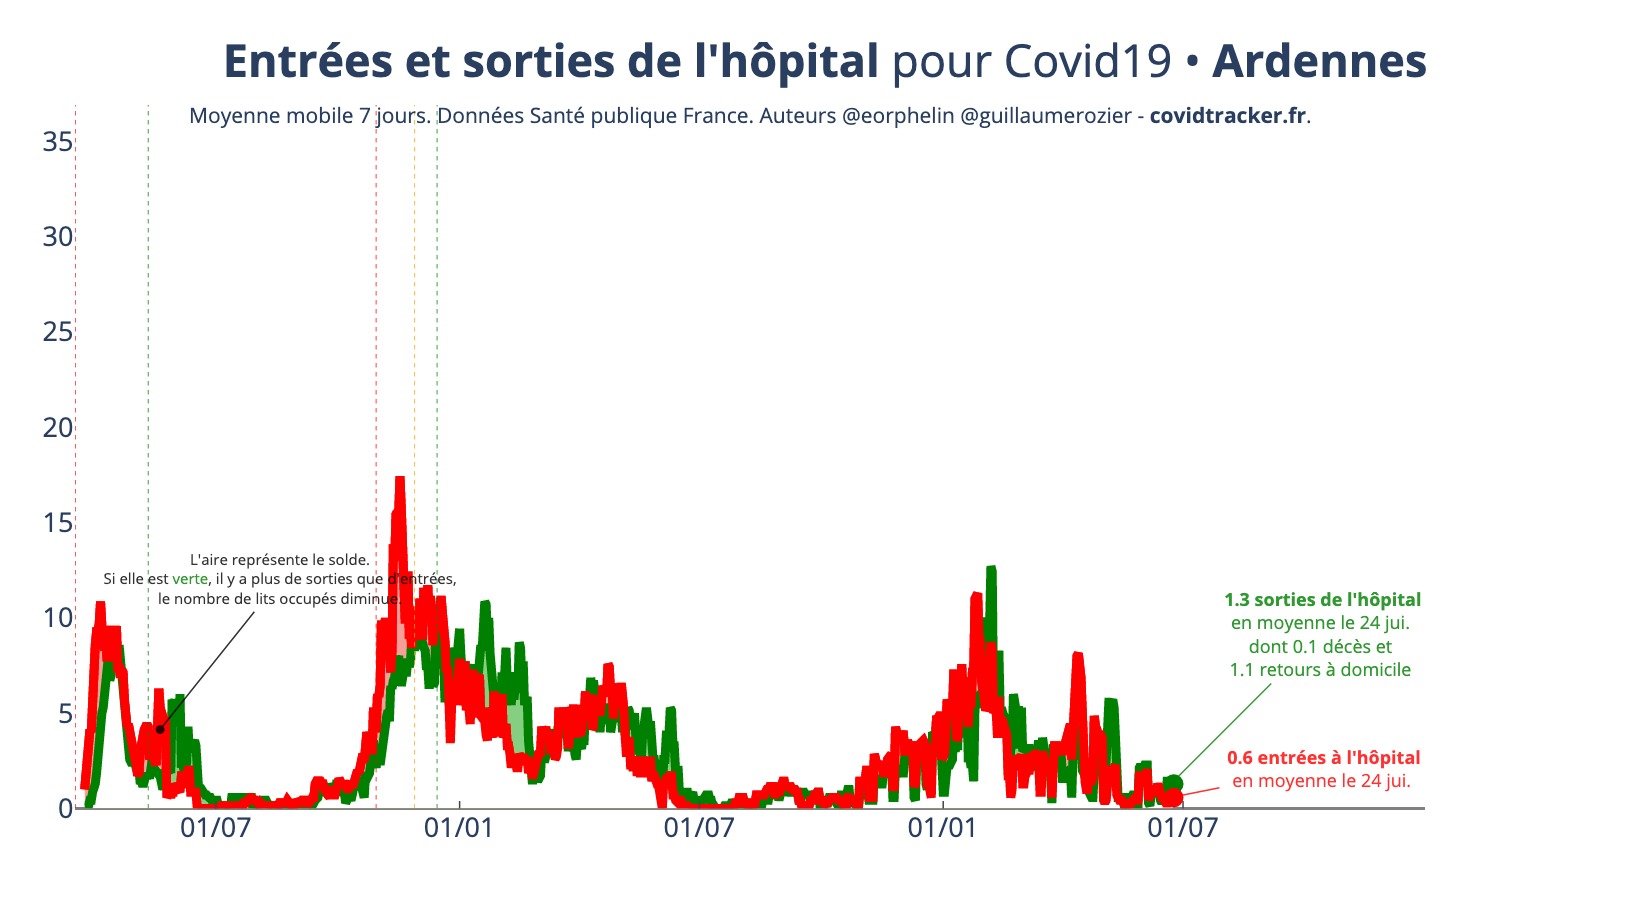 Entrées et sorties de l'hôpital pour Covid19 • Ardennes
Moyenne mobile 7 jours. Données Santé publique France. Auteurs @eorphelin @guillaumerozier - covidtracker.fr.
35
30
25
20
15
10
5
0
L'aire représente le solde.
Si elle est verte, il y a plus de sorties que d'entrées,
le nombre de lits occupés diminue.
1.3 sorties de l'hôpital
en moyenne le 24 jui.
dont 0.1 décès et
1.1 retours à domicile
0.6 entrées à l'hôpital
en moyenne le 24 jui.
01/07
01/01
01/07
01/01
01/07